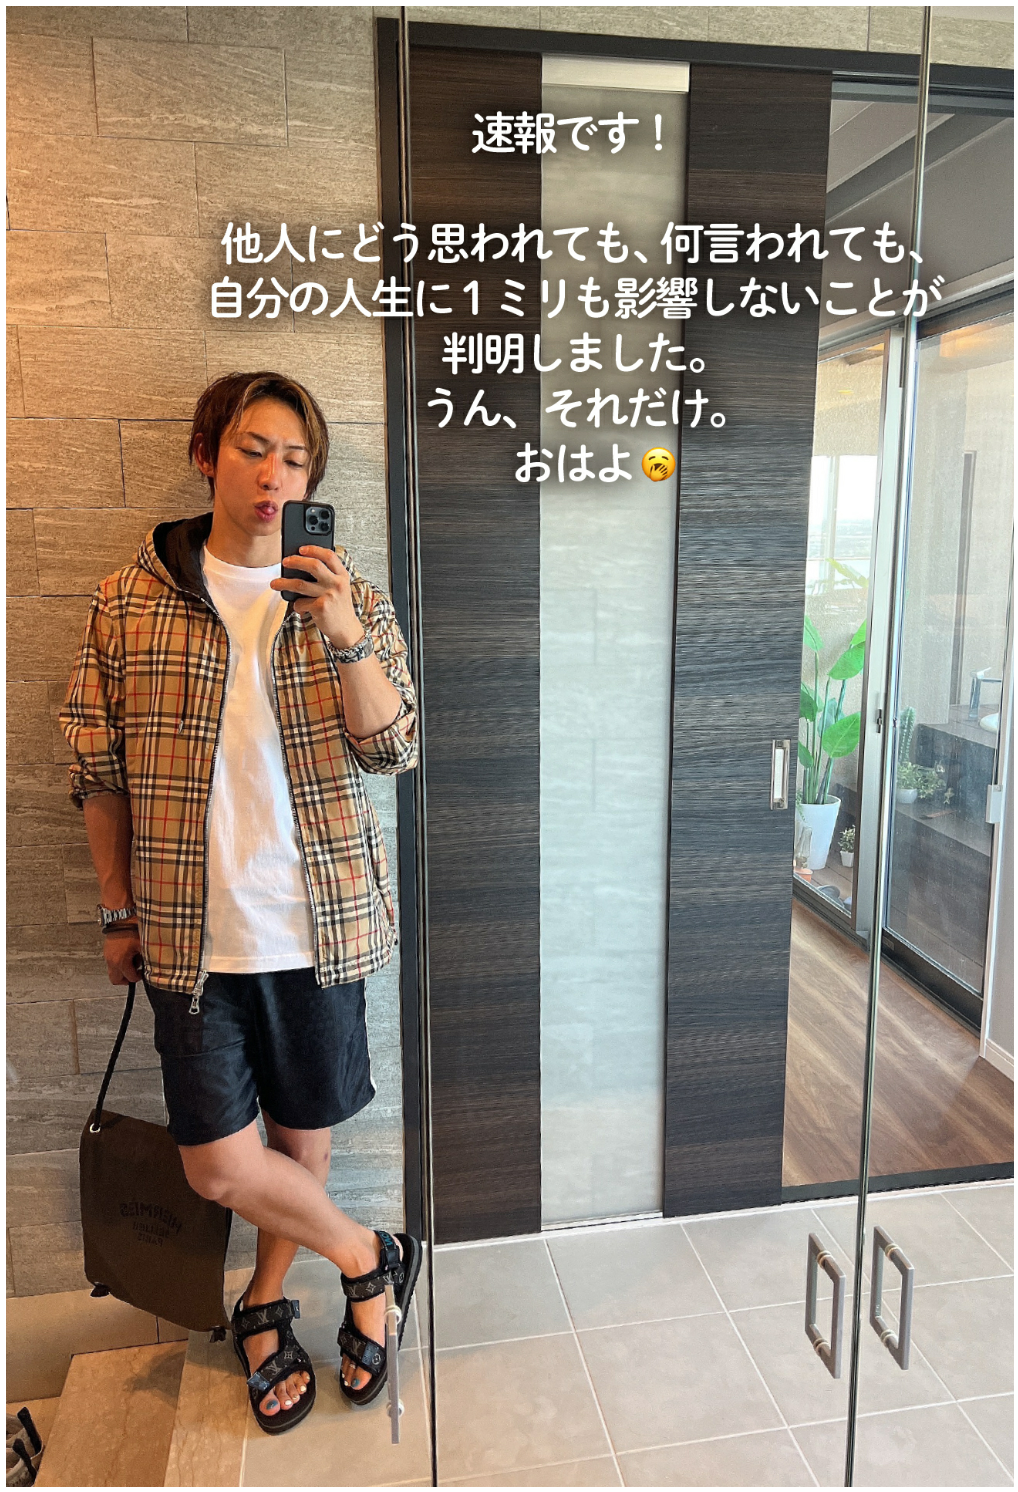 速報です！
他人にどう思われても、何言われても、
自分の人生に１ミリも影響しないことが
判明しました。
うん、それだけ。
おはよ🥱
HERMES